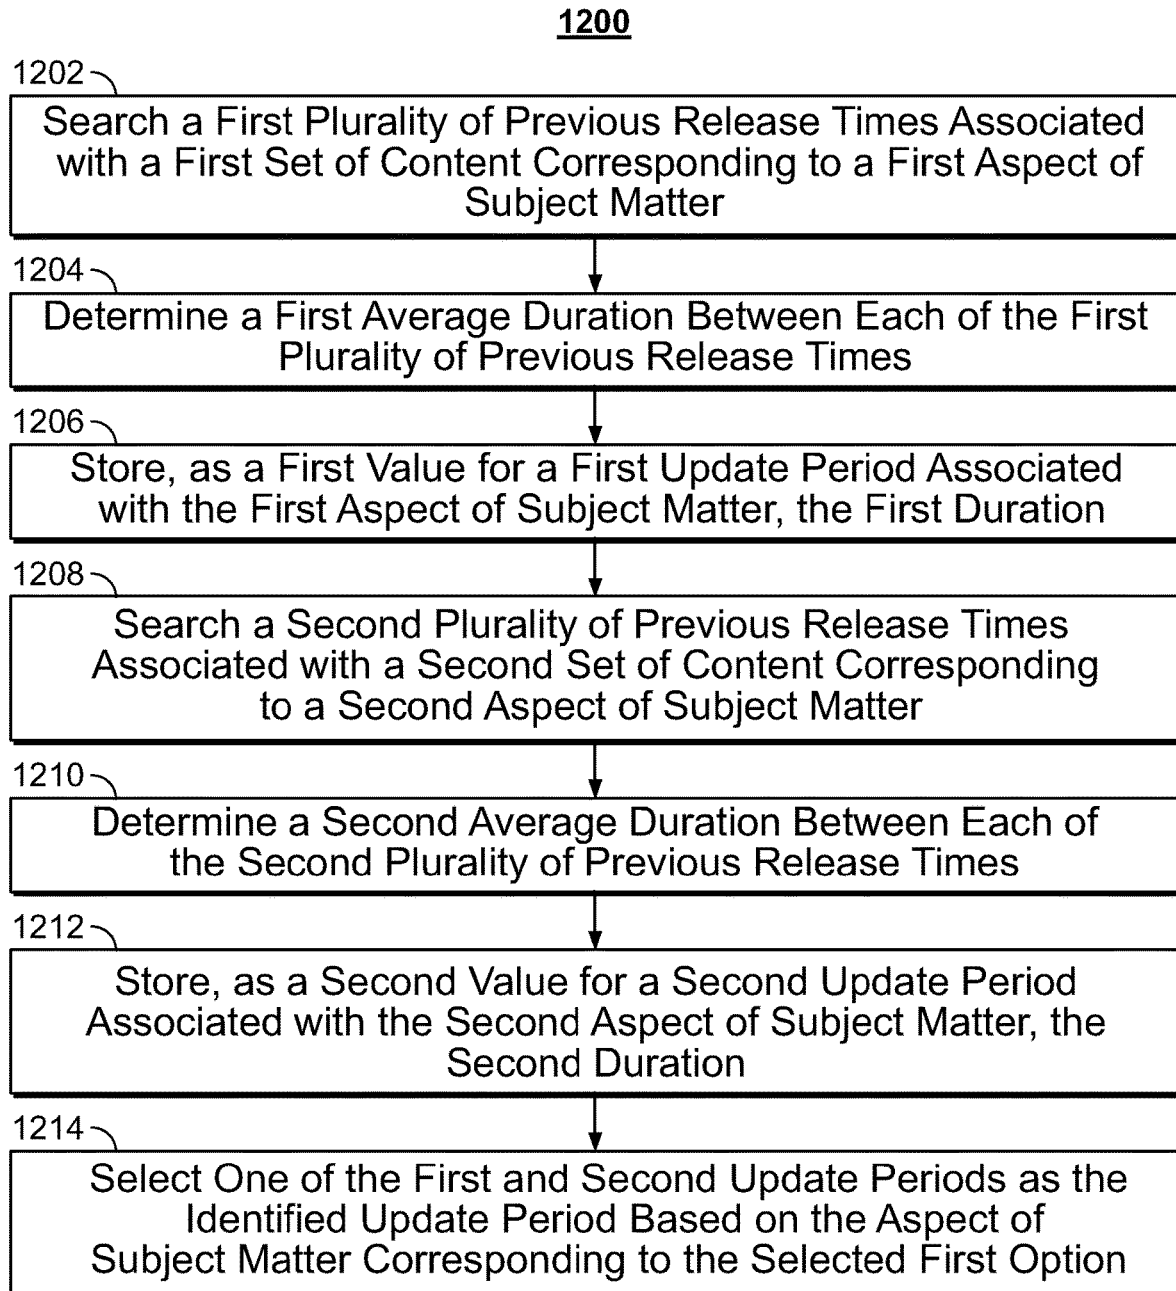 1200
1202
Search a First Plurality of Previous Release Times Associated
with a First Set of Content Corresponding to a First Aspect of
Subject Matter
1204
Determine a First Average Duration Between Each of the First
Plurality of Previous Release Times
1206
Store, as a First Value for a First Update Period Associated
with the First Aspect of Subject Matter, the First Duration
1208
Search a Second Plurality of Previous Release Times
Associated with a Second Set of Content Corresponding
to a Second Aspect of Subject Matter
1210
Determine a Second Average Duration Between Each of
the Second Plurality of Previous Release Times
1212
Store, as a Second Value for a Second Update Period
Associated with the Second Aspect of Subject Matter, the
Second Duration
1214
Select One of the First and Second Update Periods as the
Identified Update Period Based on the Aspect of
Subject Matter Corresponding to the Selected First Option